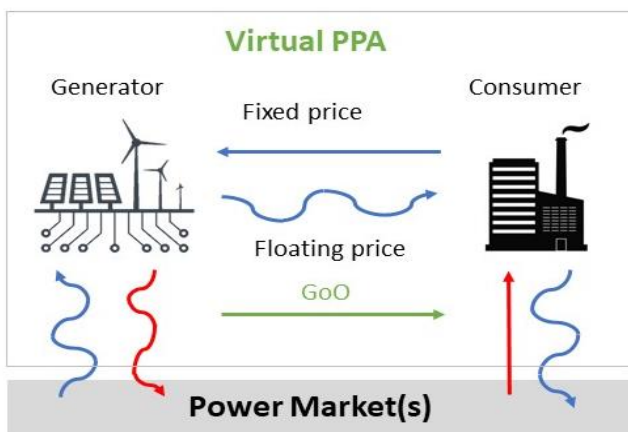 Virtual PPA
Generator
Consumer
Fixed price
Floating price
GoO
Power Market(s)